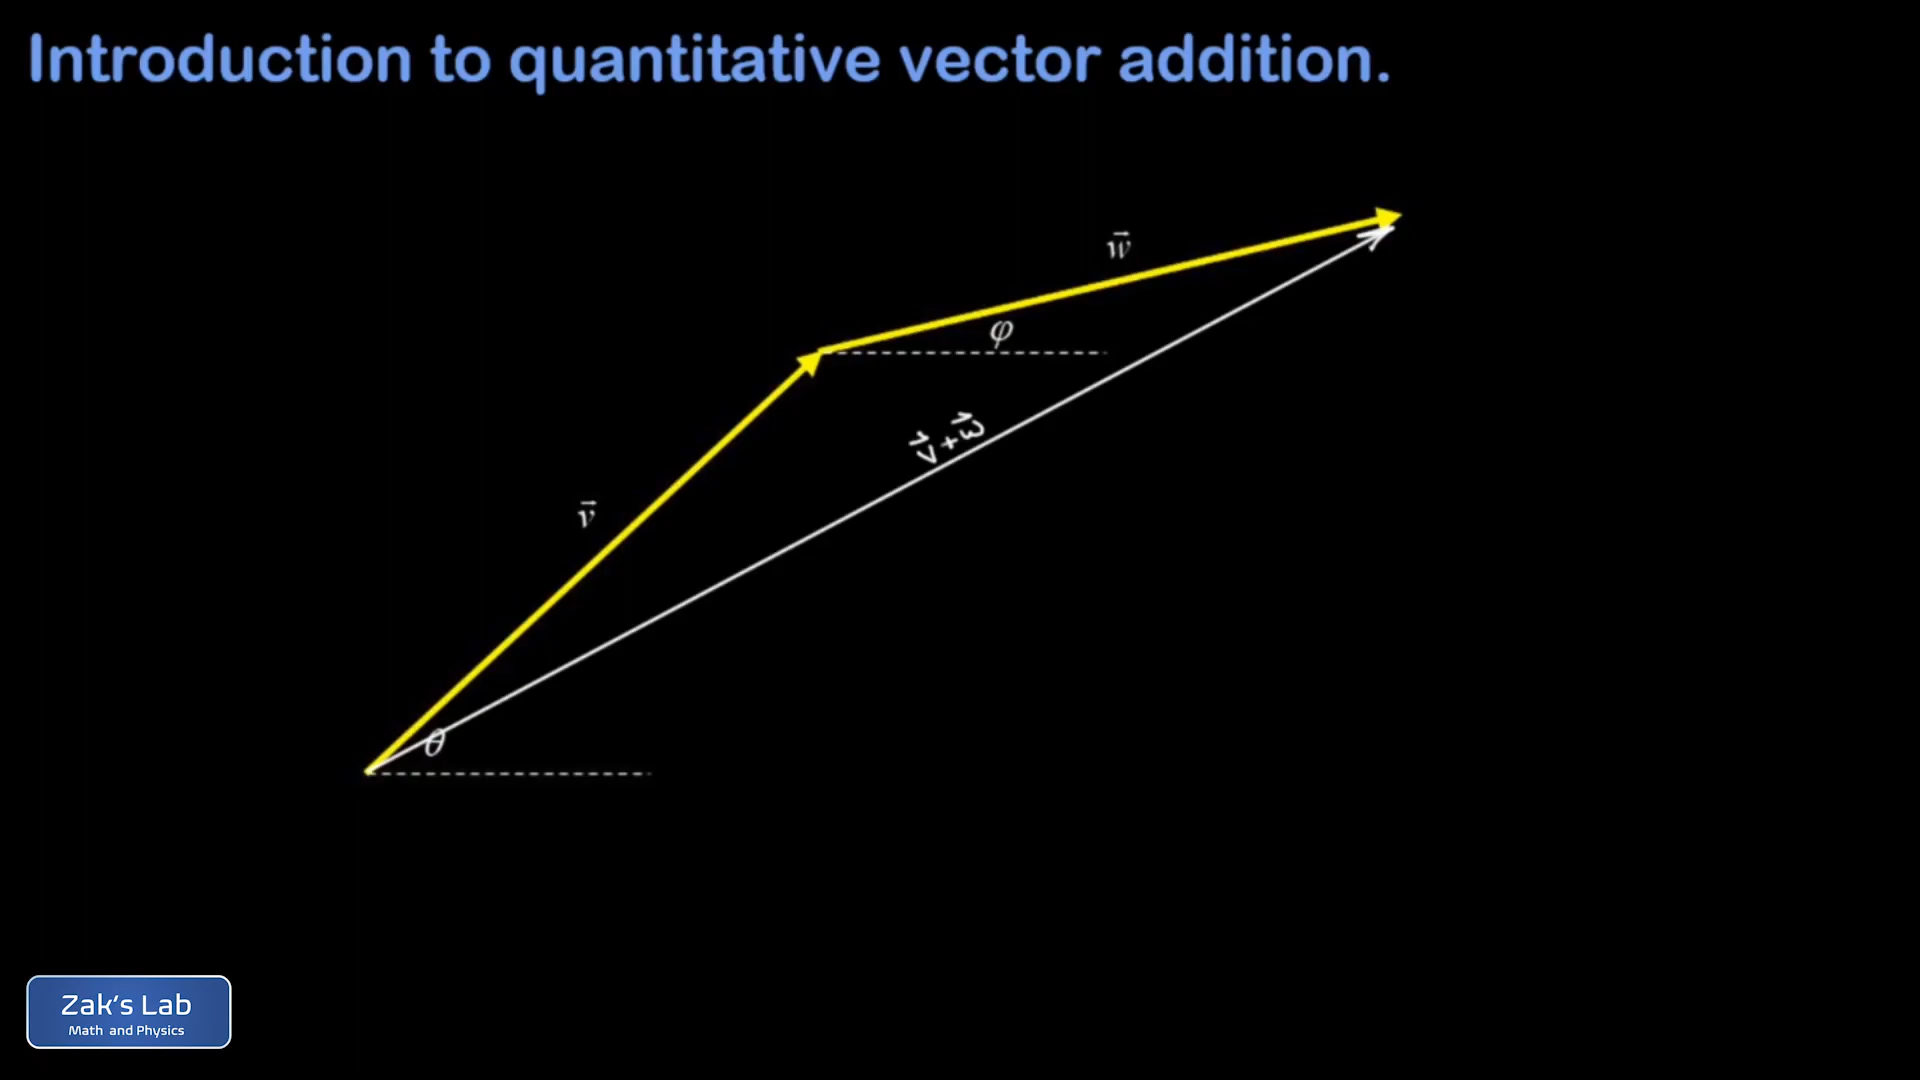 Introduction to quantitative vector addition.
w⃗
φ
v⃗+w⃗
v⃗
θ
Zak's Lab
Math and Physics